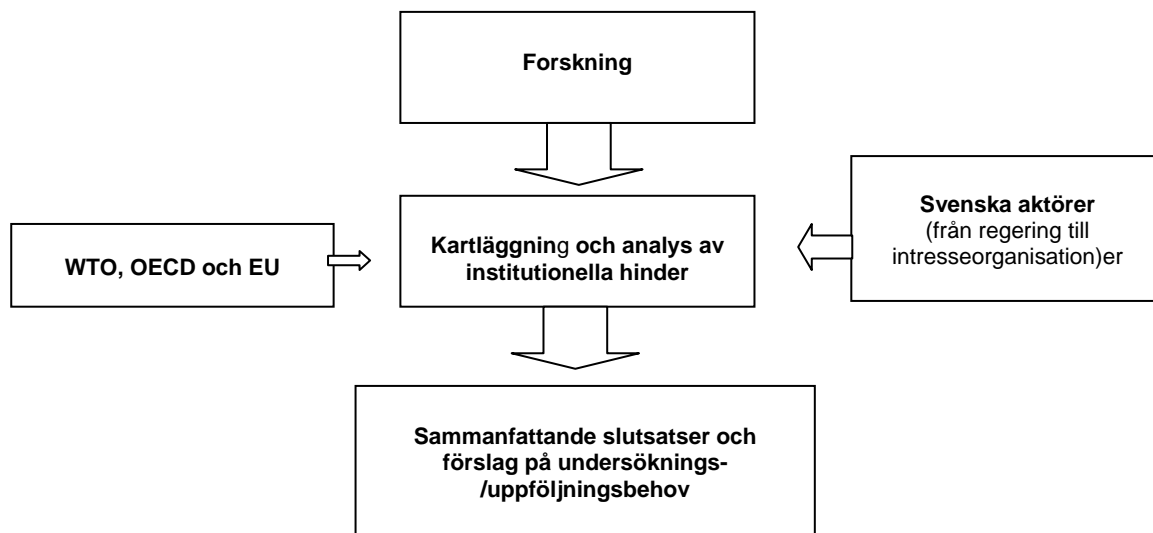 Forskning
WTO, OECD och EU
Kartläggning och analys av
institutionella hinder
Svenska aktörer
(från regering till
intresseorganisation)er
Sammanfattande slutsatser och
förslag på undersöknings-
/uppföljningsbehov